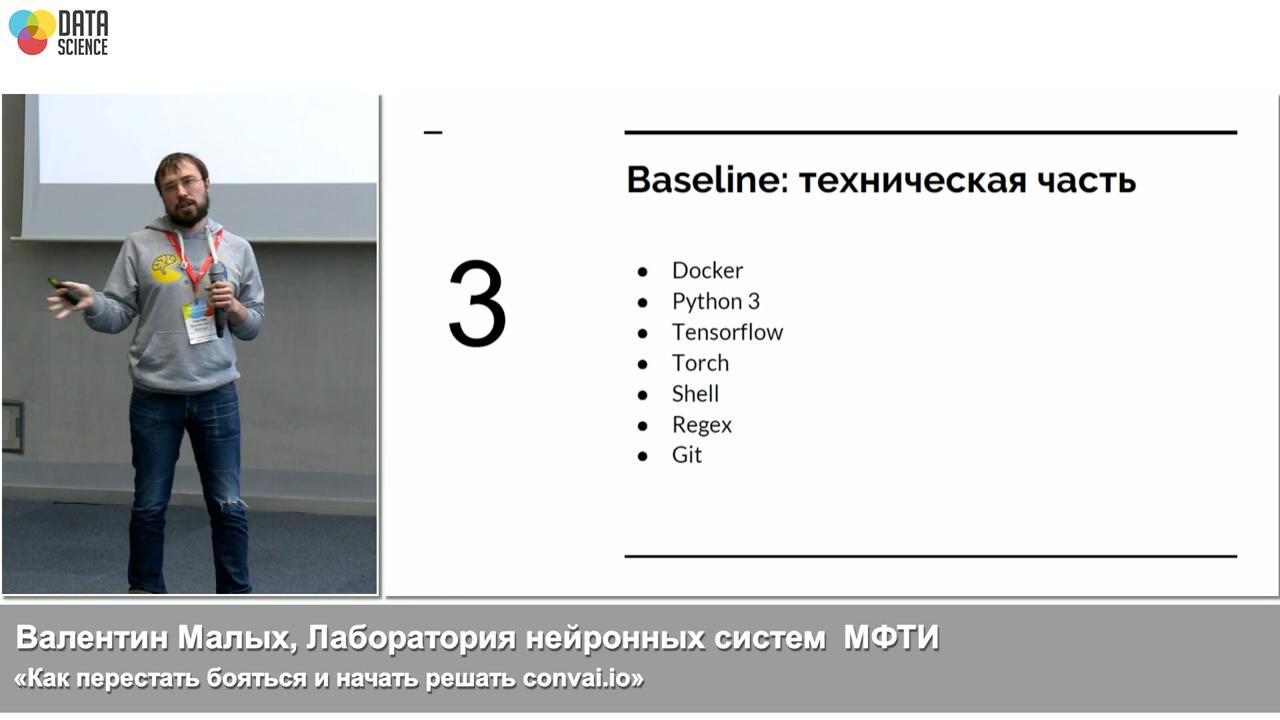 DATA
SCIENCE
Baseline: техническая часть
3
Docker
Python 3
Tensorflow
Torch
Shell
Regex
Git
Валентин Малых, Лаборатория нейронных систем МФТИ
«Как перестать бояться и начать решать convai.io»